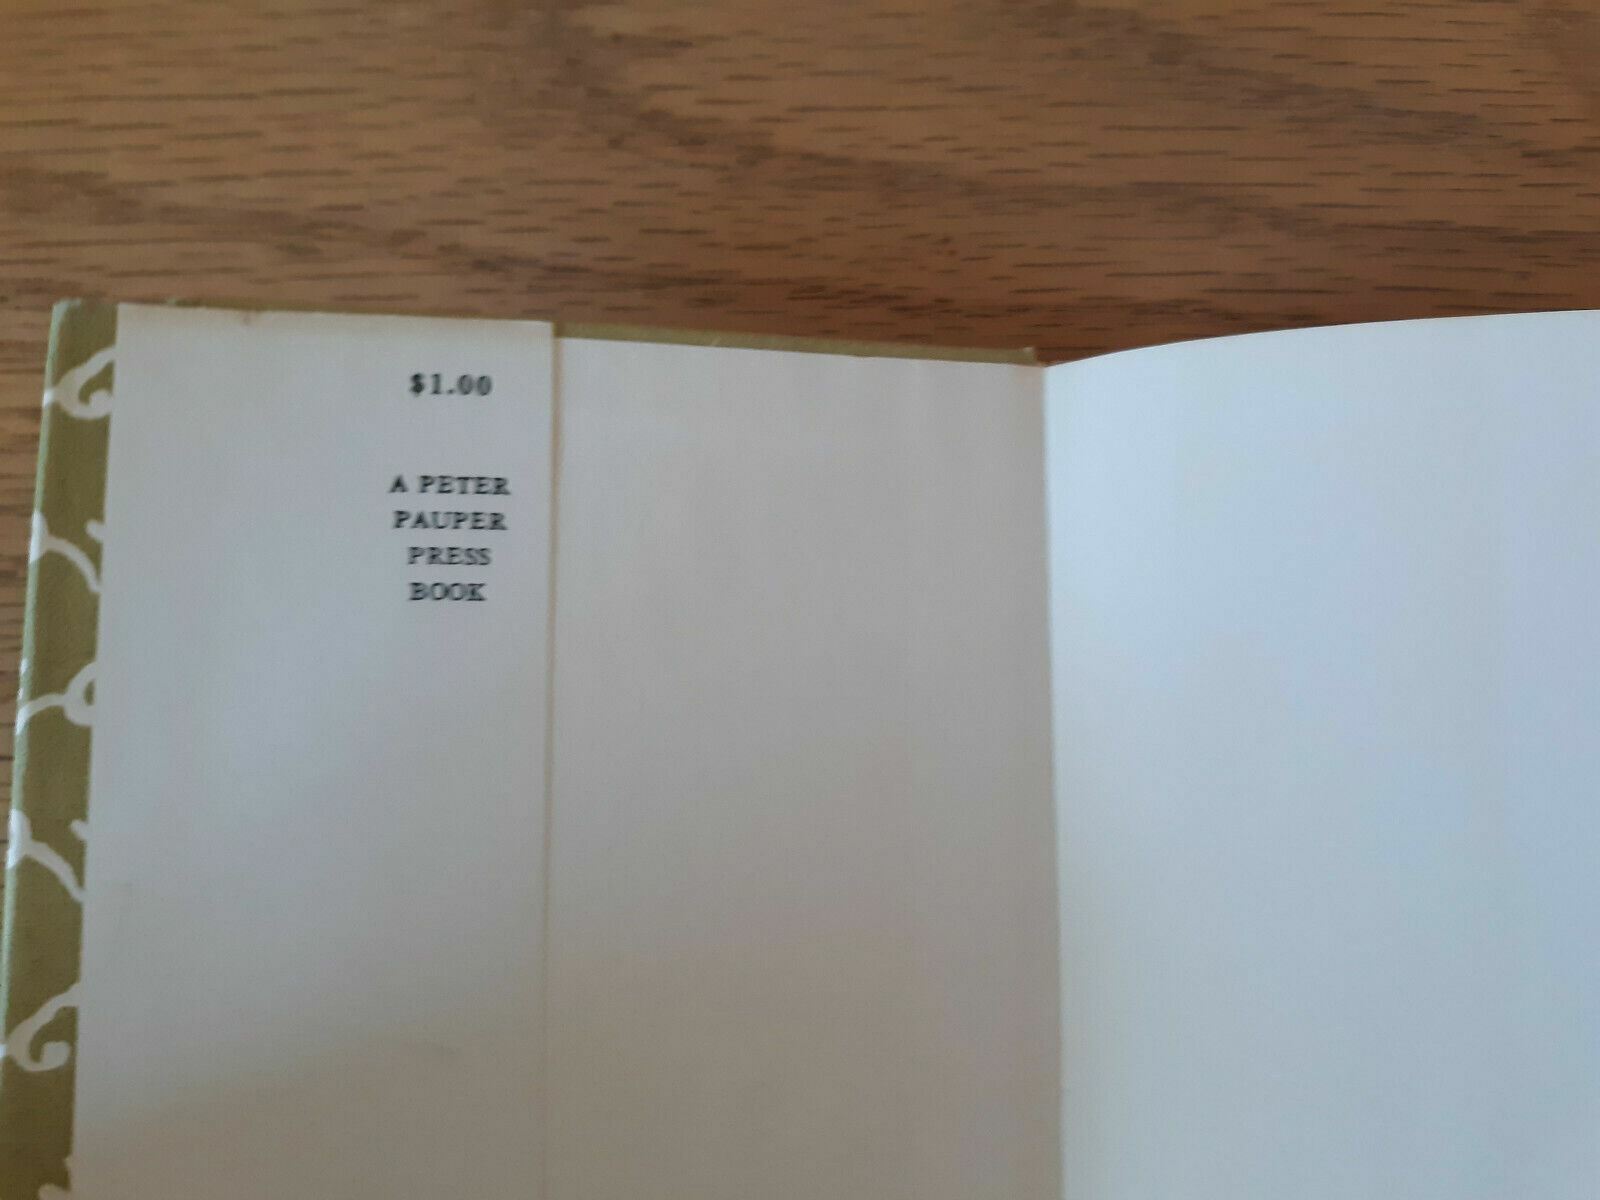 $1.00
A PETER
PAUPER
PRESS
BOOK